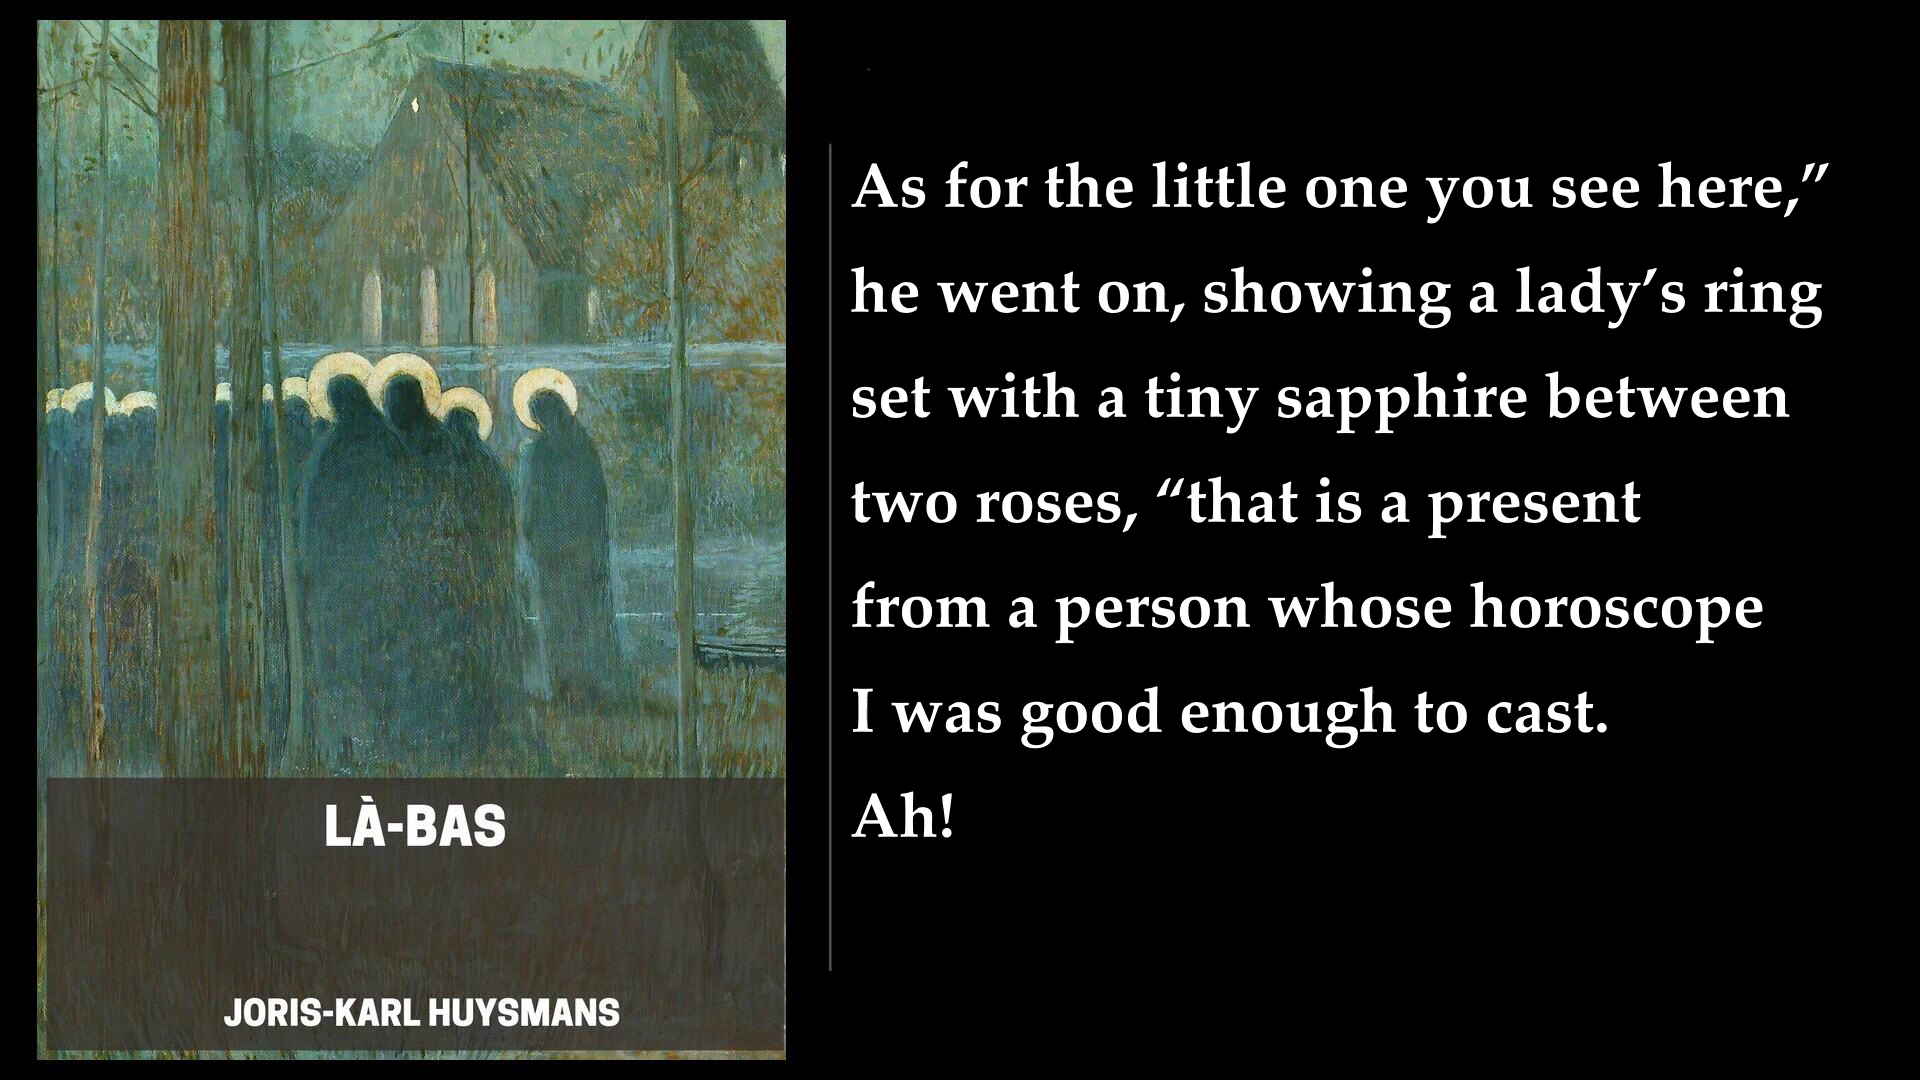 LÀ-BAS
JORIS-KARL HUYSMANS
As for the little one you see here,”
he went on, showing a lady’s ring
set with a tiny sapphire between
two roses, “that is a present
from a person whose horoscope
I was good enough to cast.
Ah!